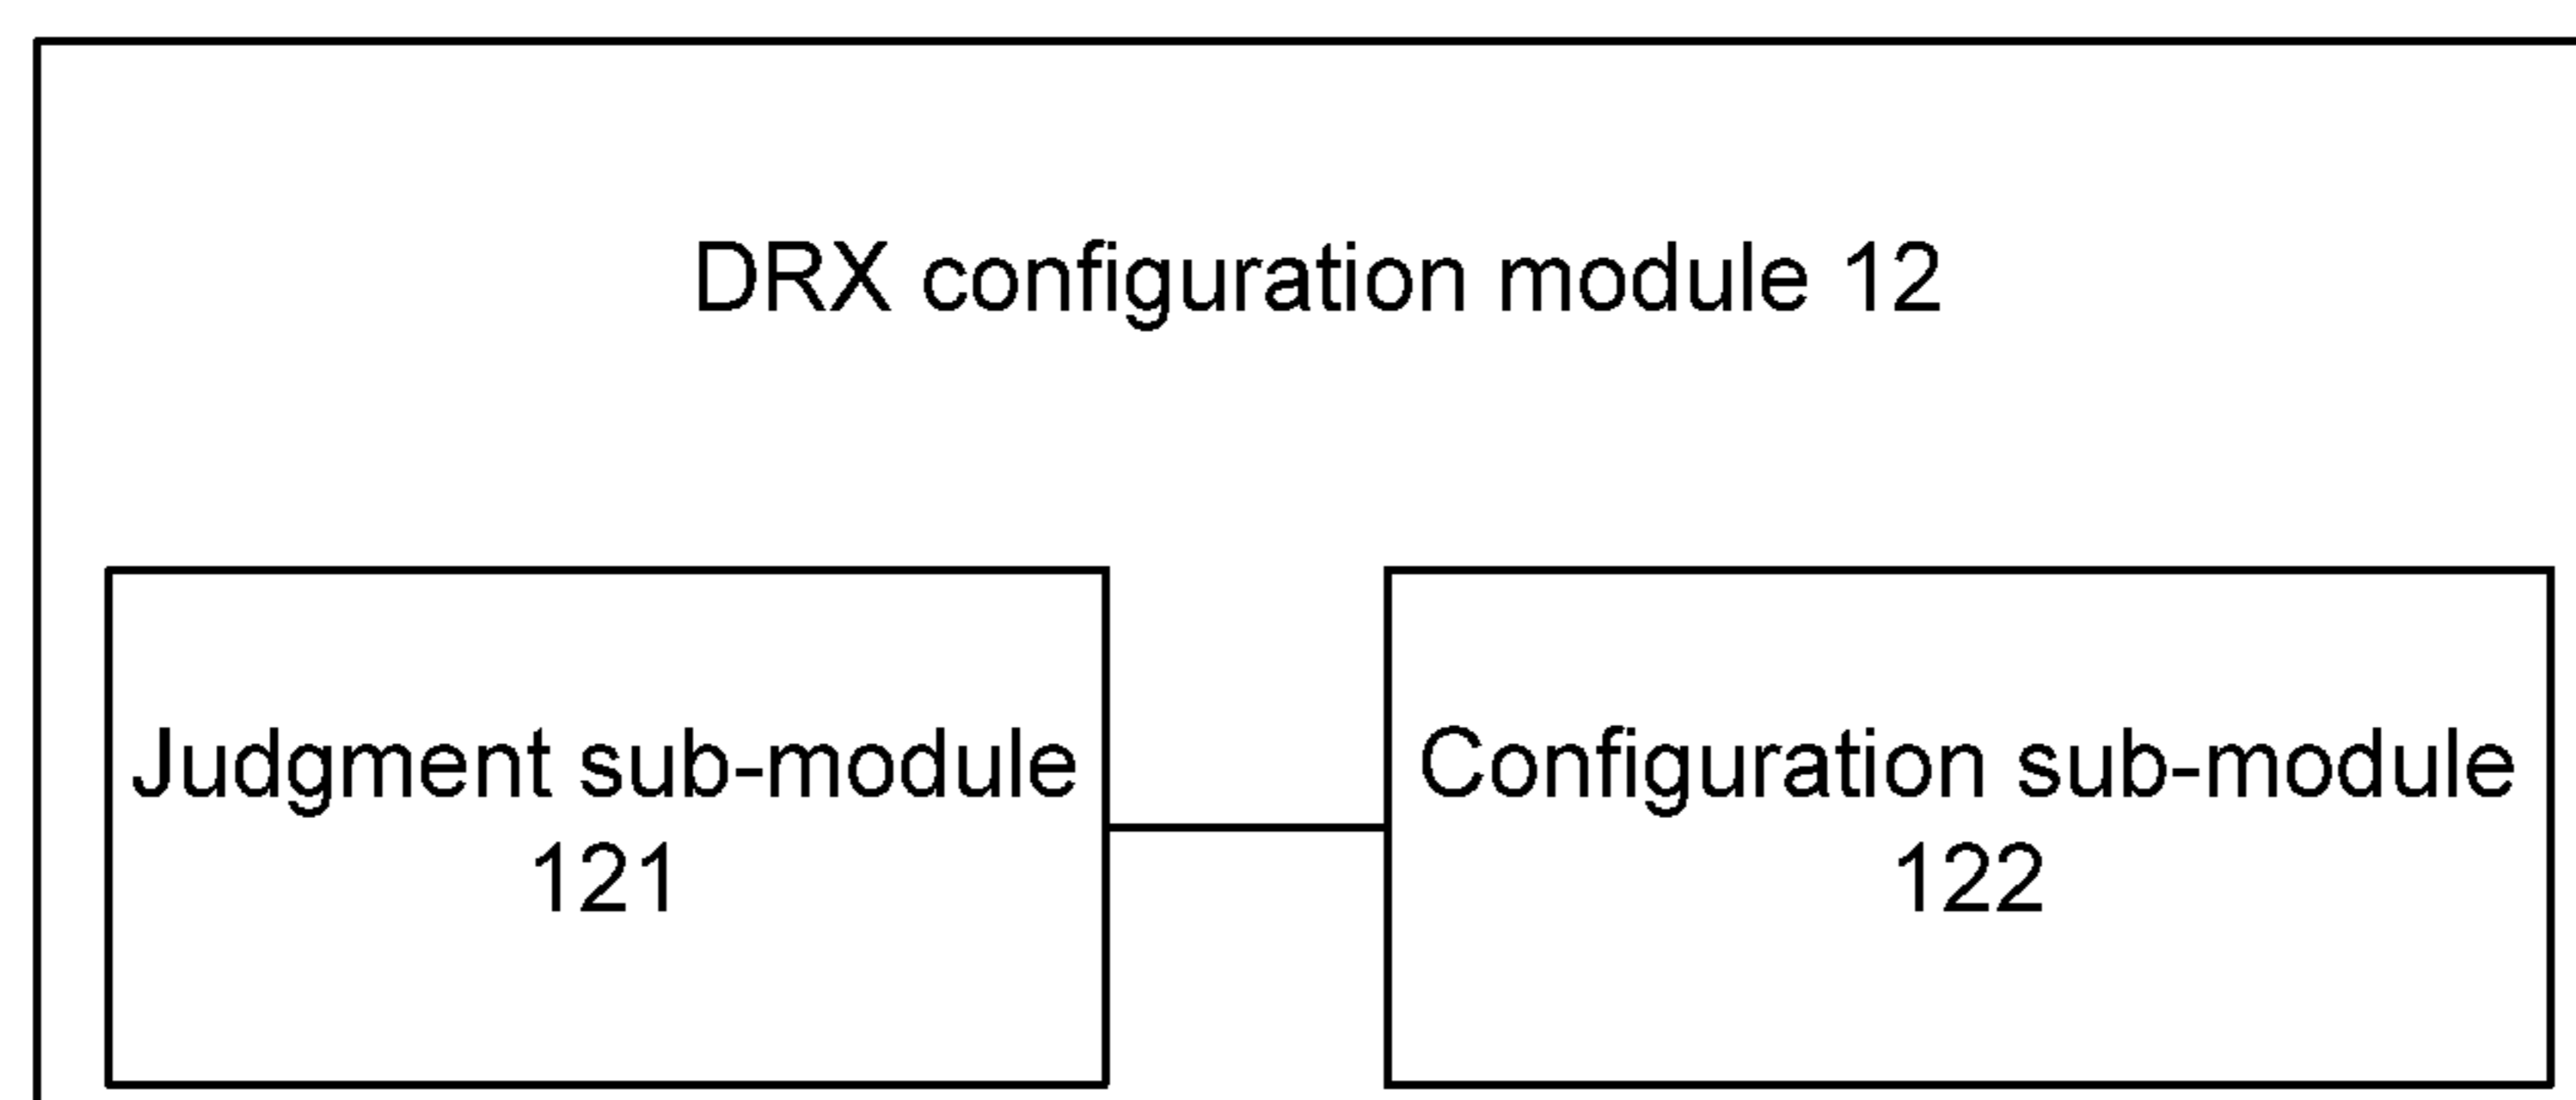 DRX configuration module 12
Judgment sub-module
121
Configuration sub-module
122